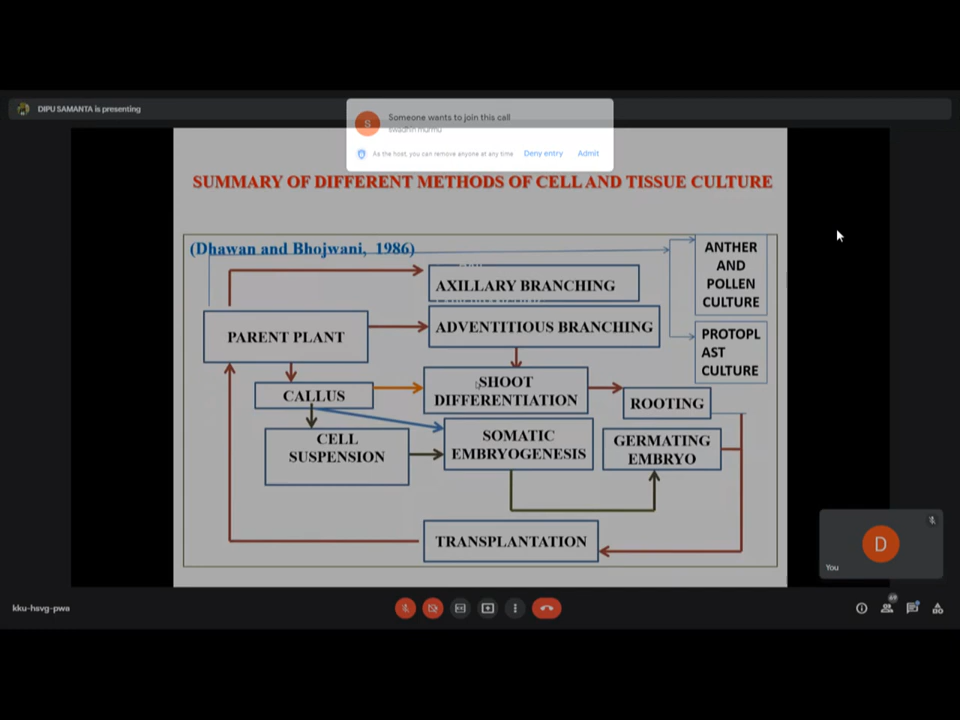 DIPU SAMANTA is presenting
Someone wants to join this call
swadhin murmu
As the host, you can remove anyone at any time
Deny entry
Admit
S
SUMMARY OF DIFFERENT METHODS OF CELL AND TISSUE CULTURE
(Dhawan and Bhojwani, 1986)
ANTHER
AND
POLLEN
CULTURE
AXILLARY BRANCHING
ADVENTITIOUS BRANCHING
PARENT PLANT
PROTOPL
AST
CULTURE
CALLUS
SHOOT
DIFFERENTIATION
ROOTING
CELL
SUSPENSION
SOMATIC
EMBRYOGENESIS
GERMATING
EMBRYO
TRANSPLANTATION
D
You
kku-hsvg-pwa
69